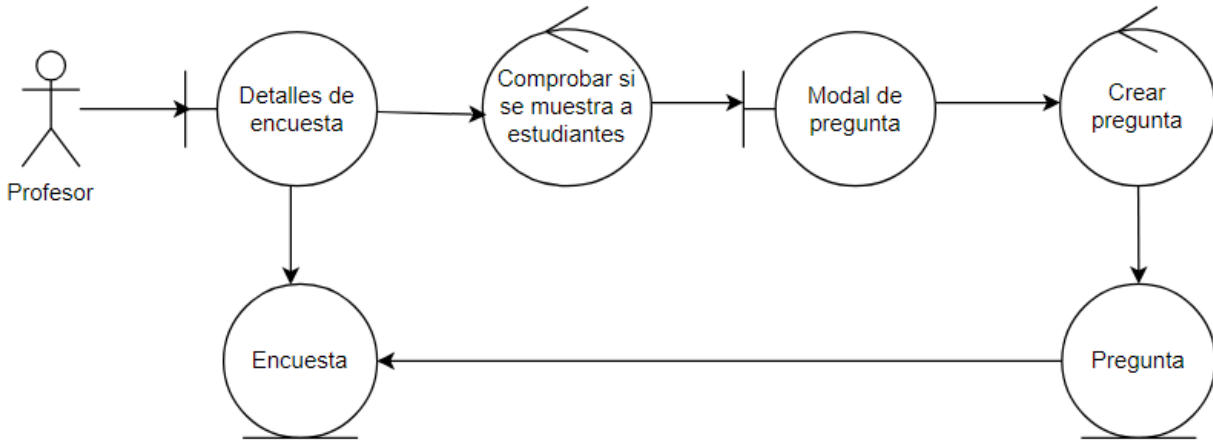 Profesor
Detalles de
encuesta
Comprobar si
se muestra a
estudiantes
Modal de
pregunta
Crear
pregunta
Encuesta
Pregunta